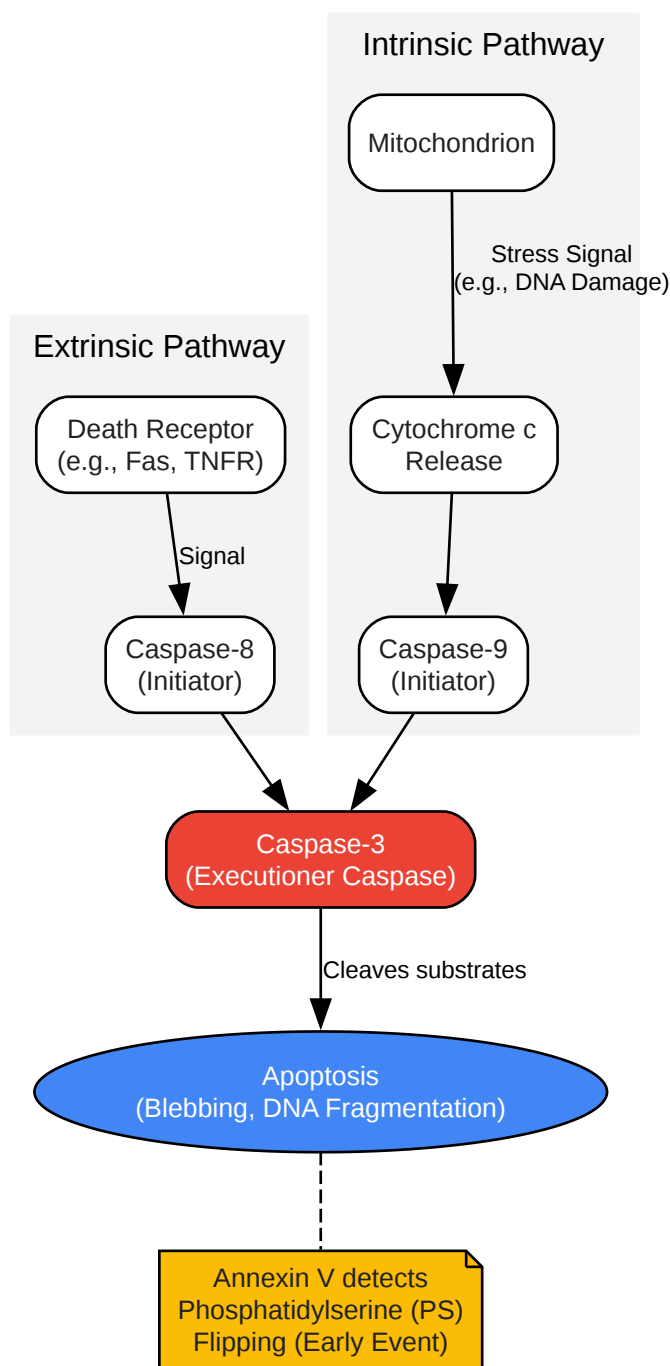 Intrinsic Pathway
Mitochondrion
Stress Signal
(e.g., DNA Damage)
Extrinsic Pathway
Death Receptor
(e.g., Fas, TNFR)
Cytochrome c
Release
Signal
Caspase-8
(Initiator)
Caspase-9
(Initiator)
Caspase-3
(Executioner Caspase)
Cleaves substrates
Apoptosis
(Blebbing, DNA Fragmentation)
Annexin V detects
Phosphatidylserine (PS)
Flipping (Early Event)